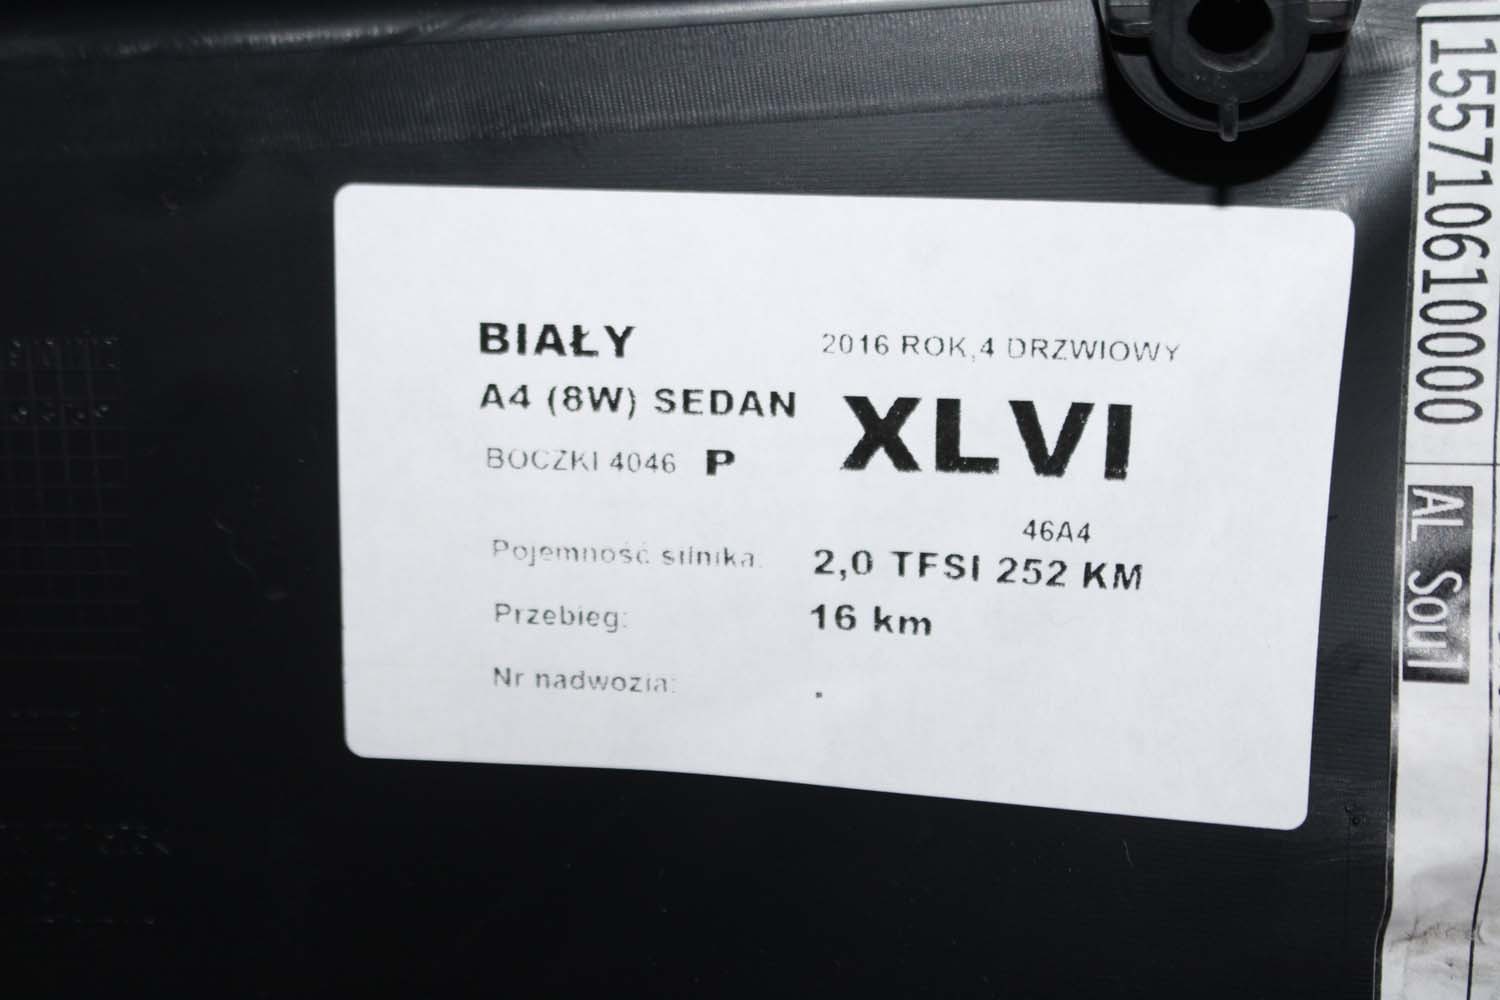 BIAŁY
2016 ROK,4 DRZWIOWY
A4 (8W) SEDAN
XLVI
BOCZKI 4046 P
46A4
Pojemność silnika: 2,0 TFSI 252 KM
Przebieg: 16 km
Nr nadwozia: .
155710610000
AL Soul